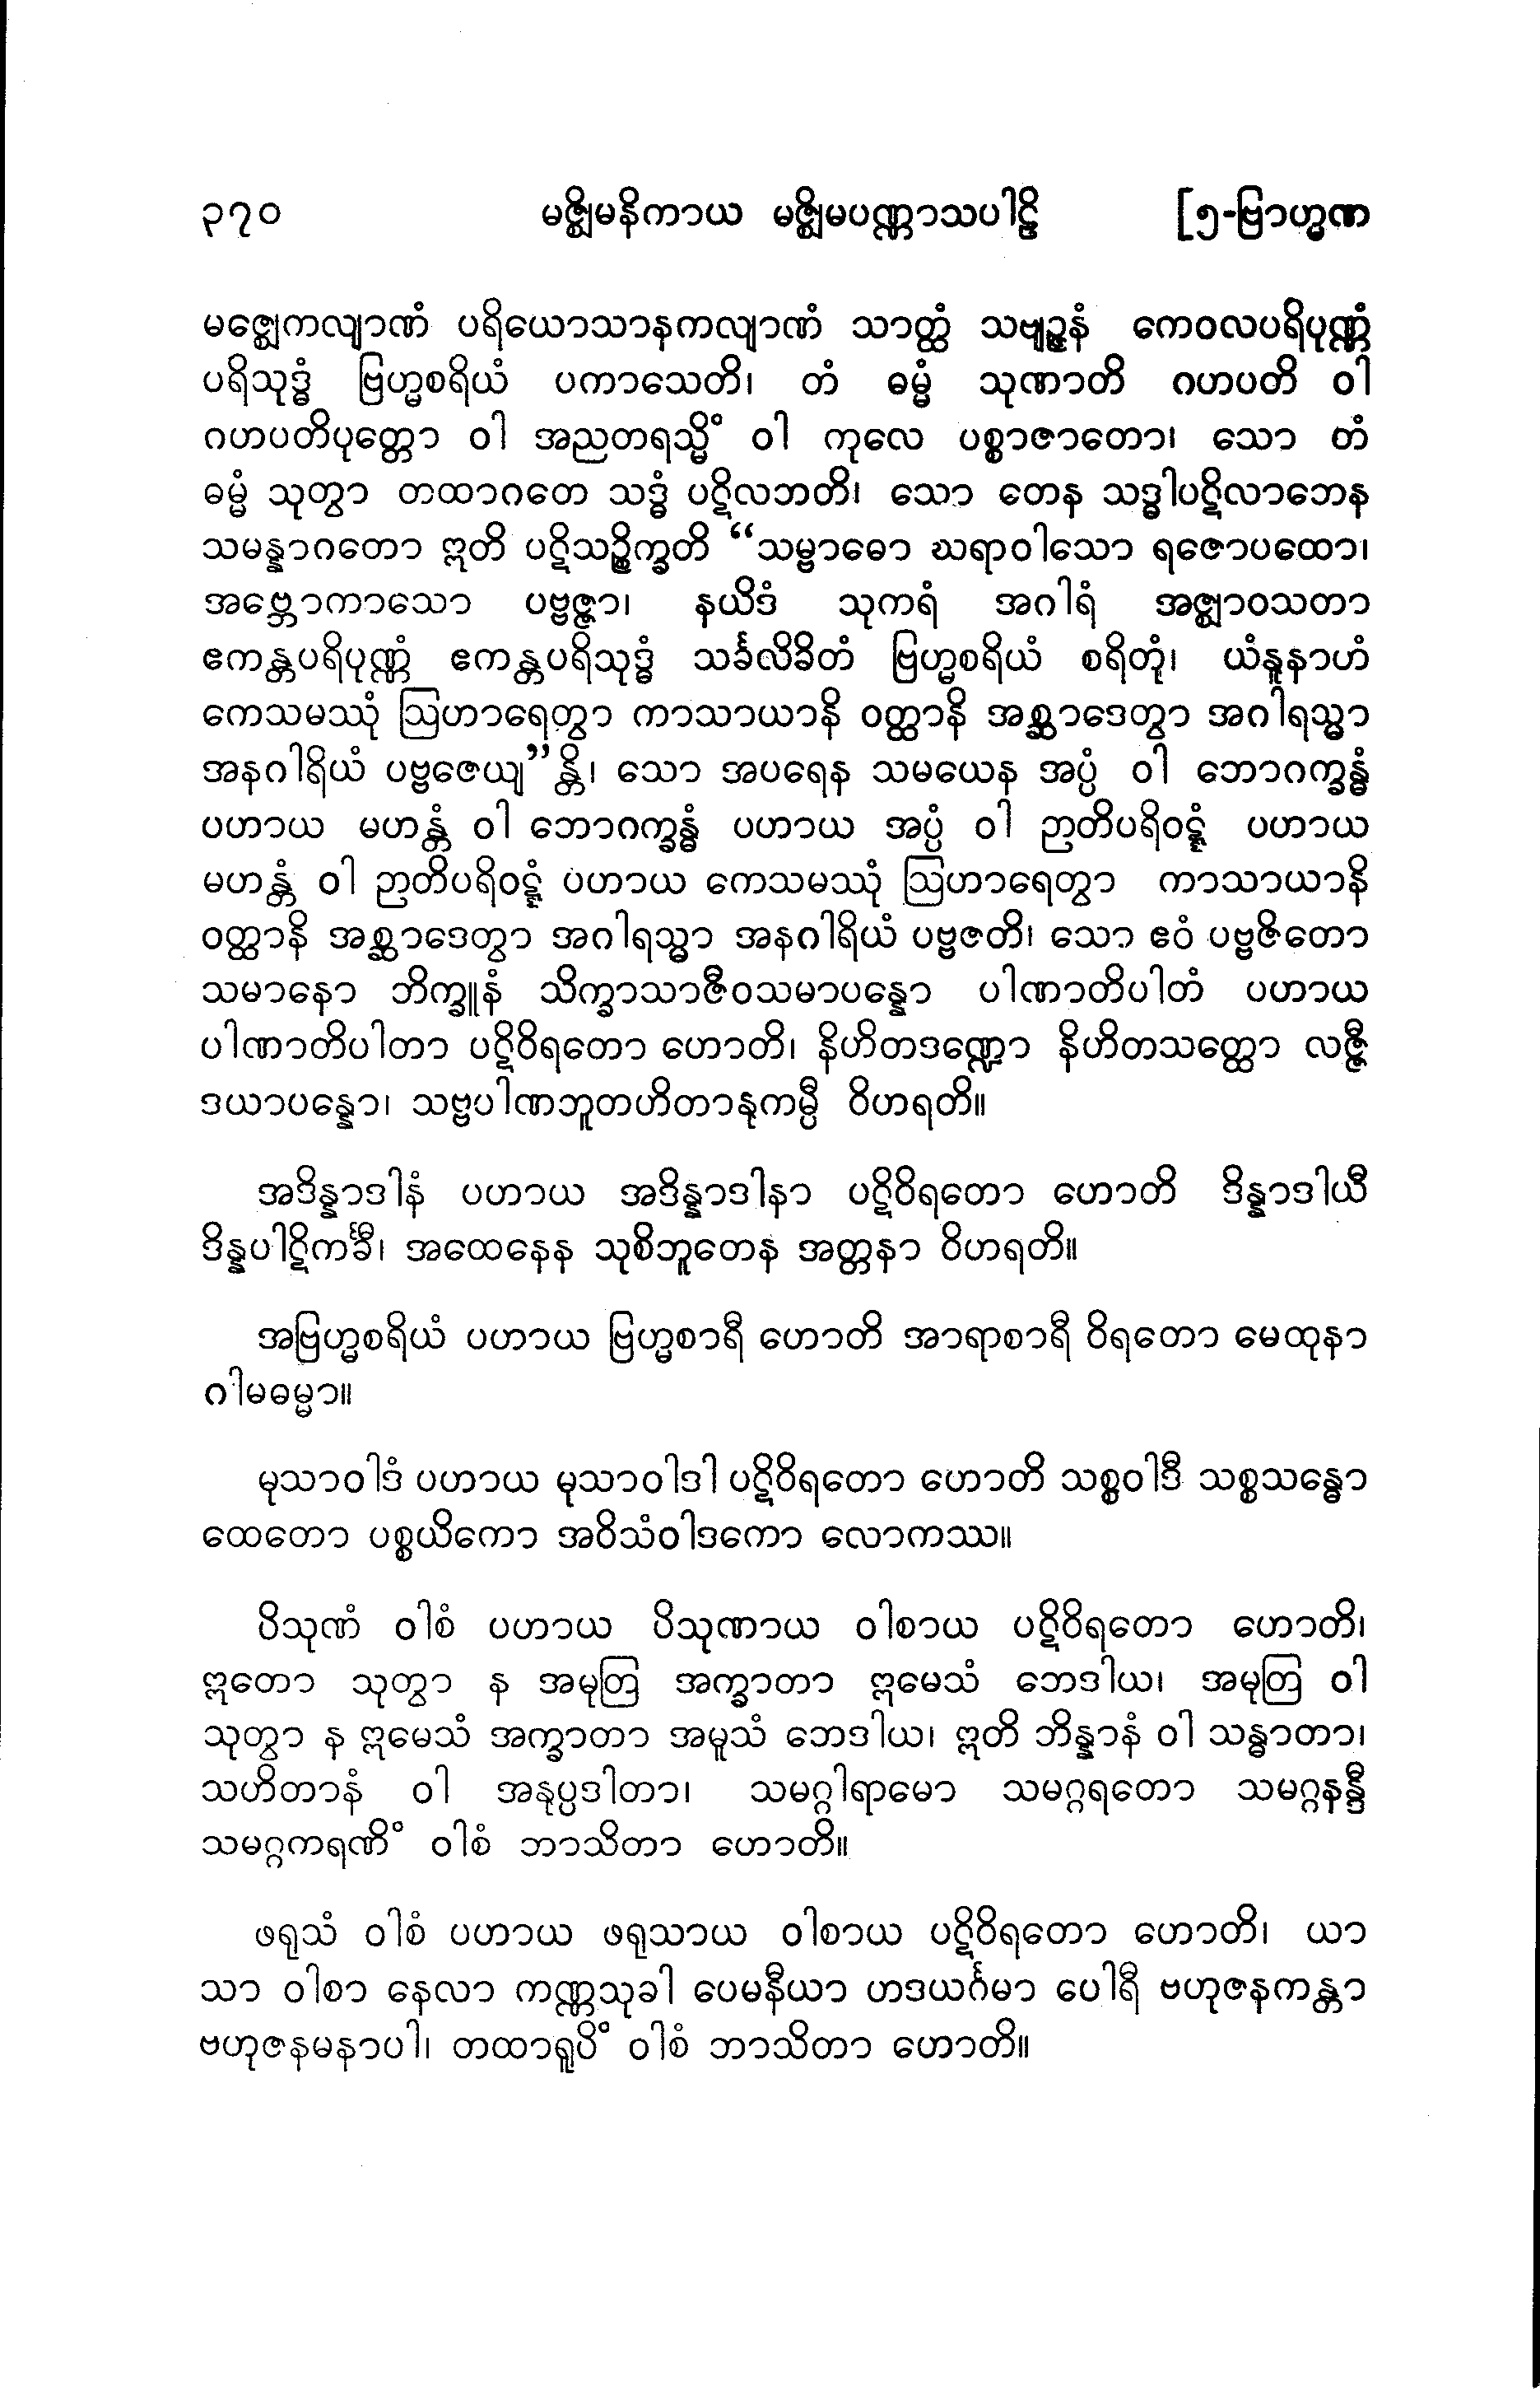 ၃၇၀ မဇ္ဈိမနိကာယ မဇ္ဈိမပဏ္ဏာသပါဠိ [၅-ဗြာဟ္မဏ
မဇ္ဈေကလျာဏံ ပရိယောသာနကလျာဏံ သာတ္ထံ သဗျဉ္ဇနံ ကေဝလပရိပုဏ္ဏံ
ပရိသုဒ္ဓံ ဗြဟ္မစရိယံ ပကာသေတိ၊ တံ ဓမ္မံ သုဏာတိ ဂဟပတိ ဝါ
ဂဟပတိပုတ္တော ဝါ အညတရသ္မိံ ဝါ ကုလေ ပစ္စာဇာတော၊ သော တံ
ဓမ္မံ သုတွာ တထာဂတေ သဒ္ဓံ ပဋိလဘတိ၊ သော တေန သဒ္ဓါပဋိလာဘေန
သမန္နာဂတော ဣတိ ပဋိသဉ္စိက္ခတိ “သမ္ဗာဓော ဃရာဝါသော ရဇောပထော၊
အဗ္ဘောကာသော ပဗ္ဗဇ္ဇာ၊ နယိဒံ သုကရံ အဂါရံ အဇ္ဈာဝသတာ
ဧကန္တပရိပုဏ္ဏံ ဧကန္တပရိသုဒ္ဓံ သင်္ခလိခိတံ ဗြဟ္မစရိယံ စရိတုံ၊ ယံနူနာဟံ
ကေသမဿုံ ဩဟာရေတွာ ကာသာယာနိ ဝတ္ထာနိ အစ္ဆာဒေတွာ အဂါရသ္မာ
အနဂါရိယံ ပဗ္ဗဇေယျ”န္တိ၊ သော အပရေန သမယေန အပ္ပံ ဝါ ဘောဂက္ခန္ဓံ
ပဟာယ မဟန္တံ ဝါ ဘောဂက္ခန္ဓံ ပဟာယ အပ္ပံ ဝါ ဉာတိပရိဝဋ္ဋံ ပဟာယ
မဟန္တံ ဝါ ဉာတိပရိဝဋ္ဋံ ပဟာယ ကေသမဿုံ ဩဟာရေတွာ ကာသာယာနိ
ဝတ္ထာနိ အစ္ဆာဒေတွာ အဂါရသ္မာ အနဂါရိယံ ပဗ္ဗဇတိ၊ သော ဧဝံ ပဗ္ဗဇိတော
သမာနော ဘိက္ခူနံ သိက္ခာသာဇီဝသမာပန္နော ပါဏာတိပါတံ ပဟာယ
ပါဏာတိပါတာ ပဋိဝိရတော ဟောတိ၊ နိဟိတဒဏ္ဍော နိဟိတသတ္ထော လဇ္ဇီ
ဒယာပန္နော၊ သဗ္ဗပါဏဘူတဟိတာနုကမ္ပီ ဝိဟရတိ။
အဒိန္နာဒါနံ ပဟာယ အဒိန္နာဒါနာ ပဋိဝိရတော ဟောတိ ဒိန္နာဒါယီ
ဒိန္နပါဋိကင်္ခီ၊ အထေနေန သုစိဘူတေန အတ္တနာ ဝိဟရတိ။
အဗြဟ္မစရိယံ ပဟာယ ဗြဟ္မစာရီ ဟောတိ အာရာစာရီ ဝိရတော မေထုနာ
ဂါမဓမ္မာ။
မုသာဝါဒံ ပဟာယ မုသာဝါဒါ ပဋိဝိရတော ဟောတိ သစ္စဝါဒီ သစ္စသန္ဓော
ထေတော ပစ္စယိကော အဝိသံဝါဒကော လောကဿ။
ပိသုဏံ ဝါစံ ပဟာယ ပိသုဏာယ ဝါစာယ ပဋိဝိရတော ဟောတိ၊
ဣတော သုတွာ န အမုတြ အက္ခာတာ ဣမေသံ ဘေဒါယ၊ အမုတြ ဝါ
သုတွာ န ဣမေသံ အက္ခာတာ အမူသံ ဘေဒါယ၊ ဣတိ ဘိန္နာနံ ဝါ သန္ဓာတာ၊
သဟိတာနံ ဝါ အနုပ္ပဒါတာ၊ သမဂ္ဂါရာမော သမဂ္ဂရတော သမဂ္ဂနန္ဒီ
သမဂ္ဂကရဏိံ ဝါစံ ဘာသိတာ ဟောတိ။
ဖရုသံ ဝါစံ ပဟာယ ဖရုသာယ ဝါစာယ ပဋိဝိရတော ဟောတိ၊ ယာ
သာ ဝါစာ နေလာ ကဏ္ဏသုခါ ပေမနီယာ ဟဒယင်္ဂမာ ပေါရီ ဗဟုဇနကန္တာ
ဗဟုဇနမနာပါ၊ တထာရူပိံ ဝါစံ ဘာသိတာ ဟောတိ။